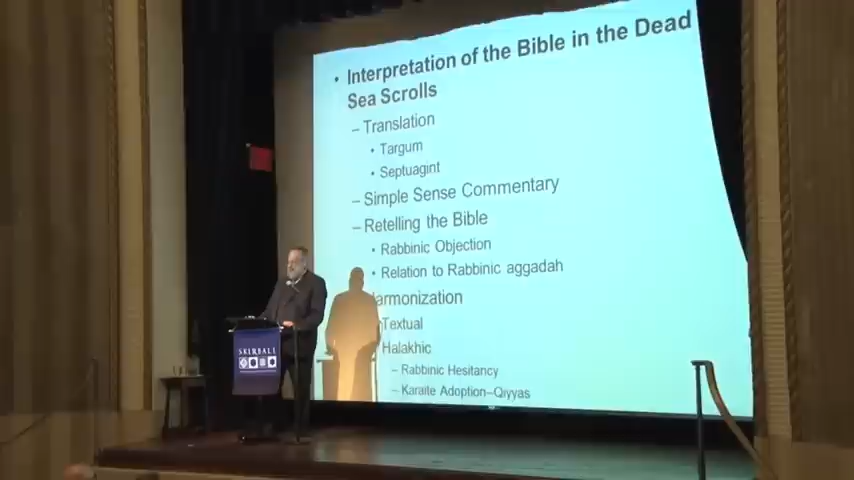 • Interpretation of the Bible in the Dead
Sea Scrolls
– Translation
• Targum
• Septuagint
– Simple Sense Commentary
– Retelling the Bible
• Rabbinic Objection
• Relation to Rabbinic aggadah
armonization
Textual
Halakhic
– Rabbinic Hesitancy
– Karaite Adoption–Qiyyas
SKIRBALL